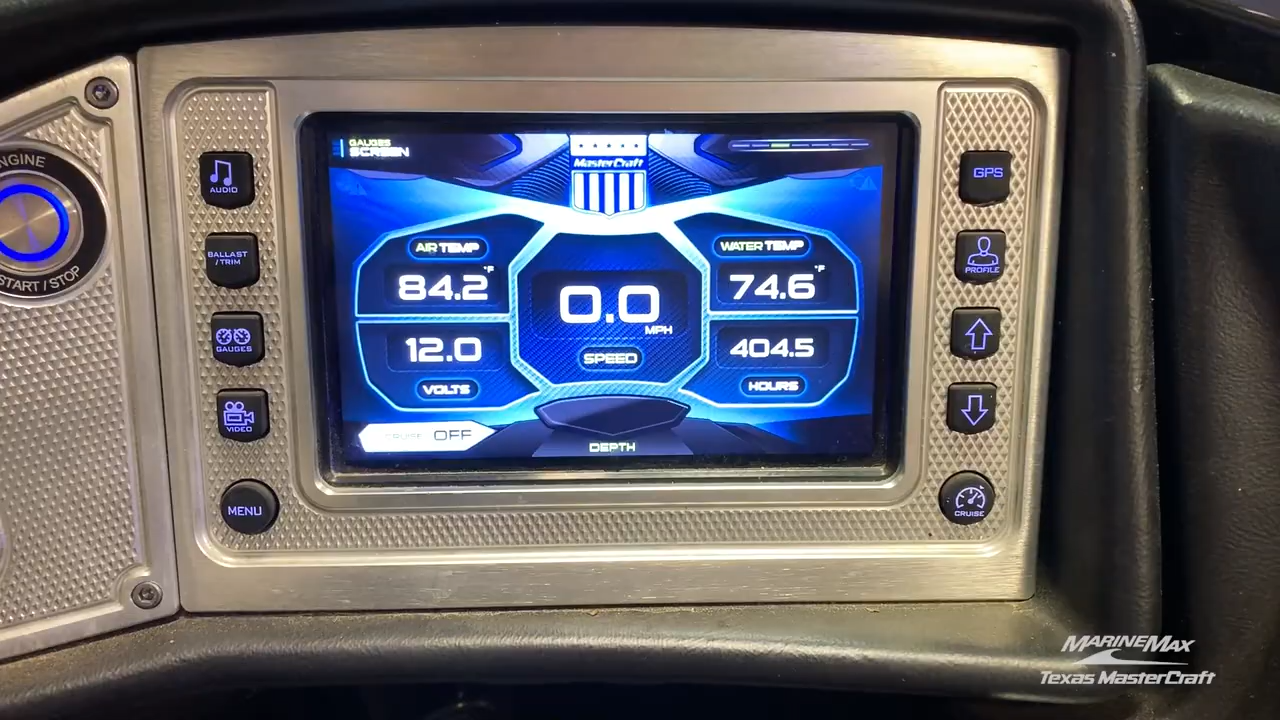 ENGINE
START / STOP
AUDIO
BALLAST
/ TRIM
GAUGES
VIDEO
MENU
GAUGES
SCREEN
MasterCraft
AIR TEMP
84.2 °F
12.0
VOLTS
0.0
MPH
SPEED
WATER TEMP
74.6 °F
404.5
HOURS
CRUISE OFF
DEPTH
GPS
PROFILE
CRUISE
MARINEMAX
TEXAS MASTERCRAFT